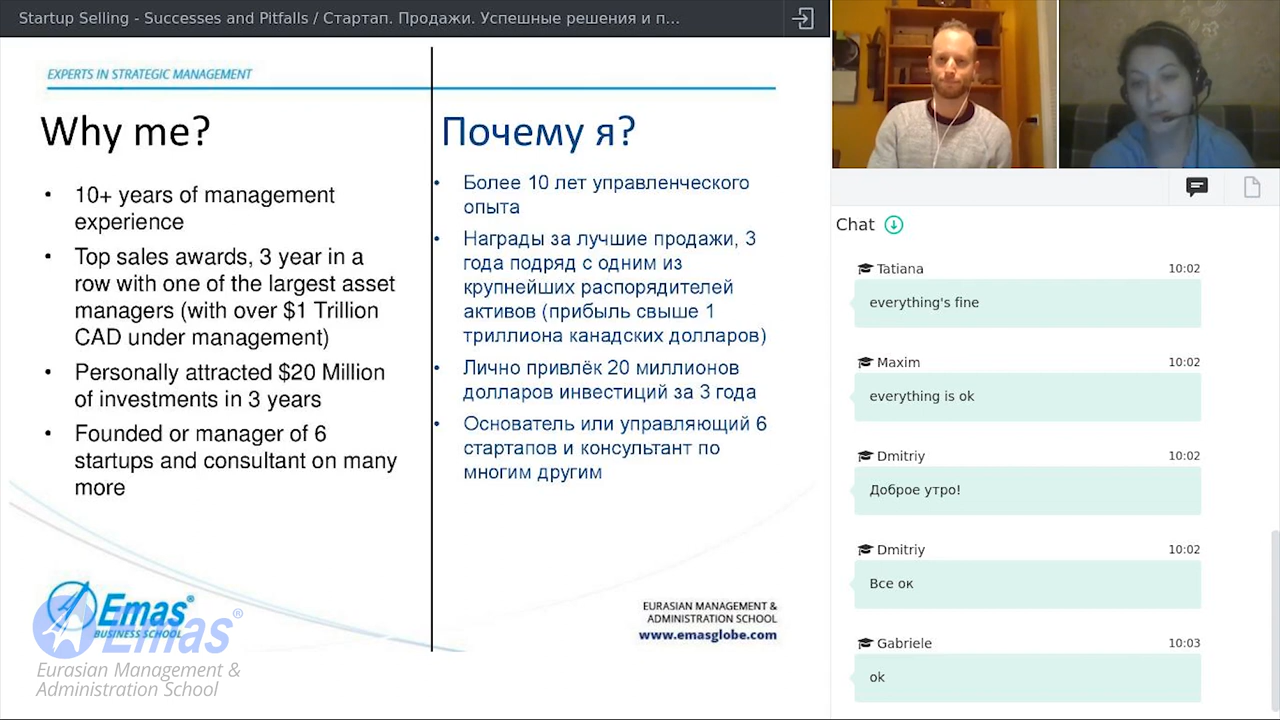 Startup Selling - Successes and Pitfalls / Стартап. Продажи. Успешные решения и п...
EXPERTS IN STRATEGIC MANAGEMENT
Why me?
• 10+ years of management
experience
• Top sales awards, 3 year in a
row with one of the largest asset
managers (with over $1 Trillion
CAD under management)
• Personally attracted $20 Million
of investments in 3 years
• Founded or manager of 6
startups and consultant on many
more
Почему я?
• Более 10 лет управленческого
опыта
• Награды за лучшие продажи, 3
года подряд с одним из
крупнейших распорядителей
активов (прибыль свыше 1
триллиона канадских долларов)
• Лично привлёк 20 миллионов
долларов инвестиций за 3 года
• Основатель или управляющий 6
стартапов и консультант по
многим другим
Emas®
BUSINESS SCHOOL
Emas®
Eurasian Management &
Administration School
EURASIAN MANAGEMENT &
ADMINISTRATION SCHOOL
www.emasglobe.com
Chat
Tatiana 10:02
everything's fine
Maxim 10:02
everything is ok
Dmitriy 10:02
Доброе утро!
Dmitriy 10:02
Все ок
Gabriele 10:03
ok